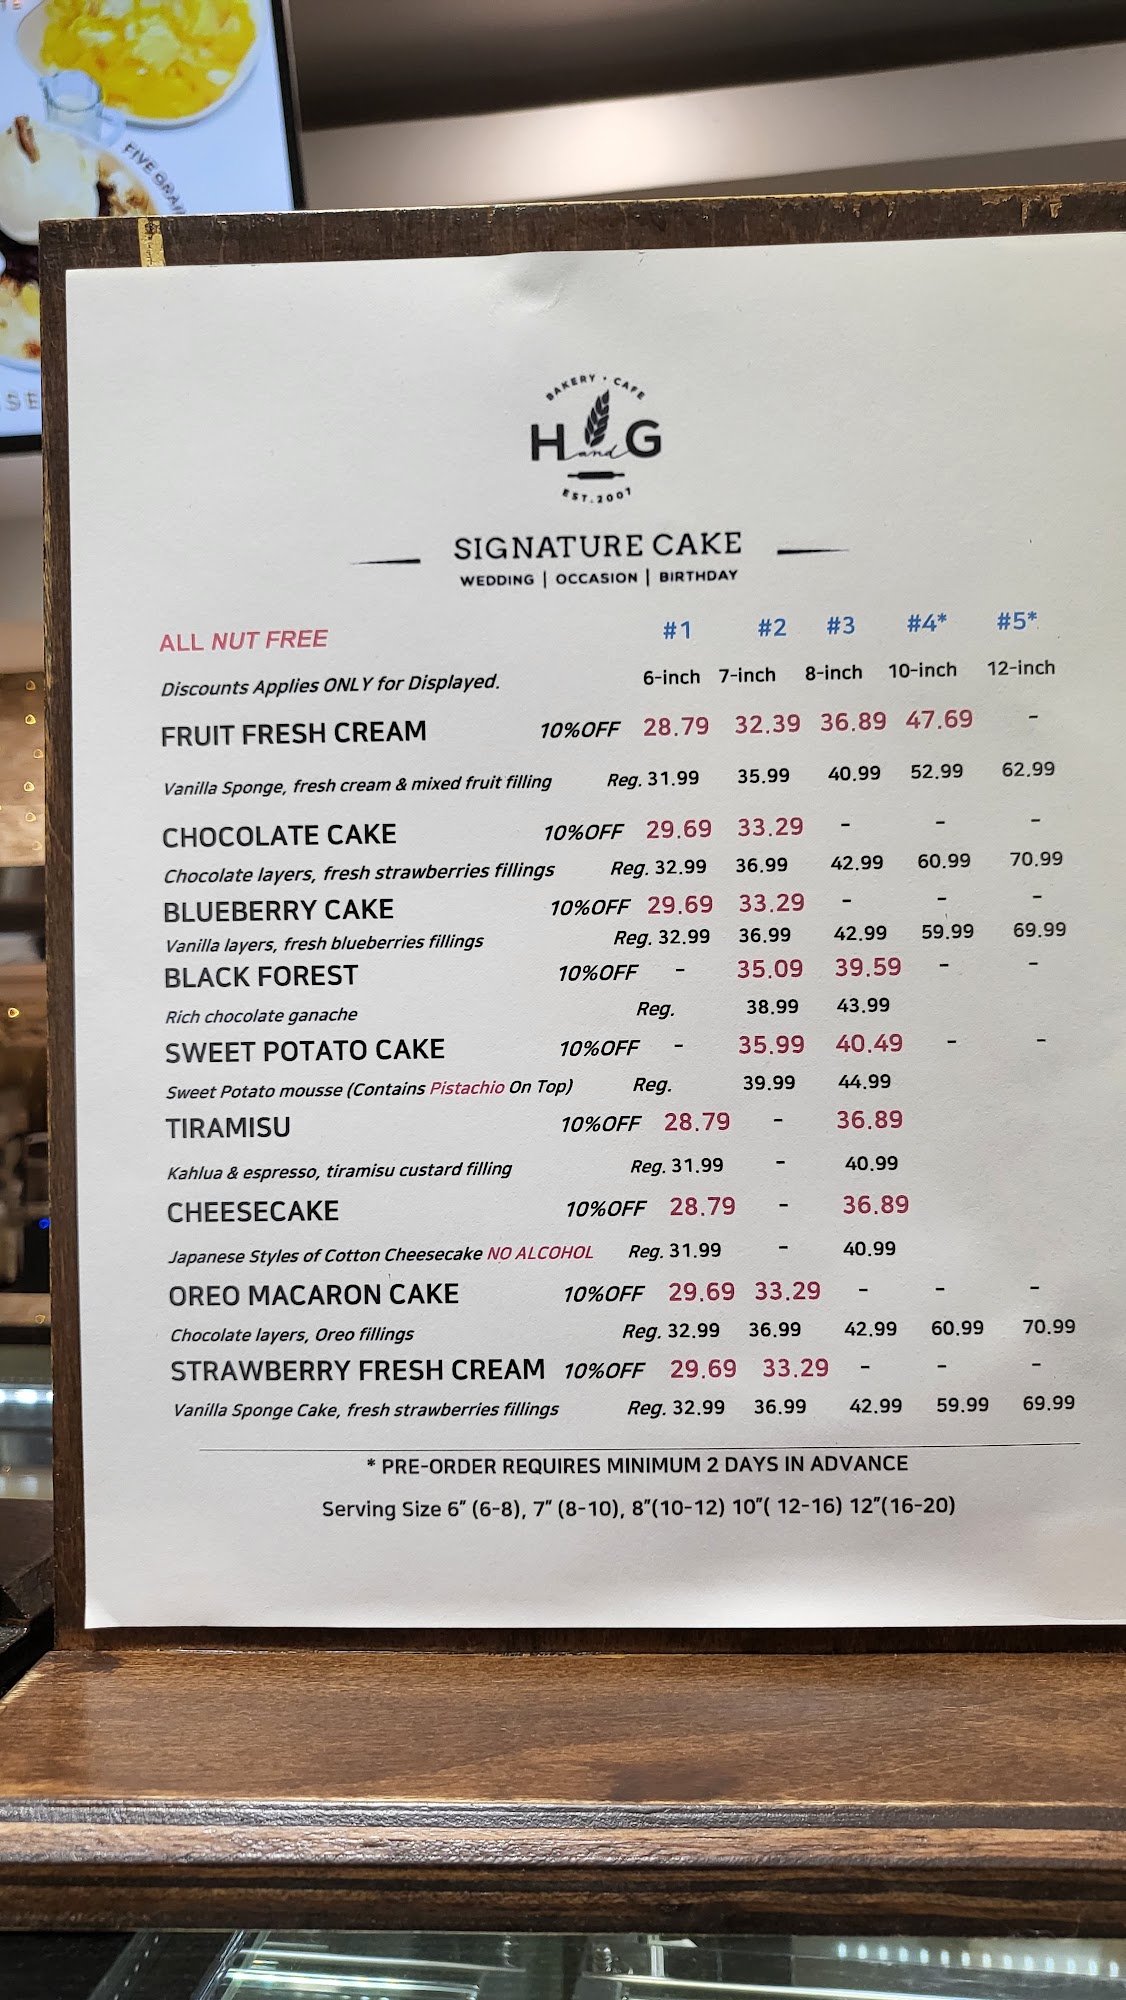 FIVE GRAI
SE
BAKERY • CAFE
H and G
EST. 2007
SIGNATURE CAKE
WEDDING | OCCASION | BIRTHDAY
ALL NUT FREE #1 #2 #3 #4* #5*
Discounts Applies ONLY for Displayed. 6-inch 7-inch 8-inch 10-inch 12-inch
FRUIT FRESH CREAM 10%OFF 28.79 32.39 36.89 47.69 -
Vanilla Sponge, fresh cream & mixed fruit filling Reg. 31.99 35.99 40.99 52.99 62.99
CHOCOLATE CAKE 10%OFF 29.69 33.29 - - -
Chocolate layers, fresh strawberries fillings Reg. 32.99 36.99 42.99 60.99 70.99
BLUEBERRY CAKE 10%OFF 29.69 33.29 - - -
Vanilla layers, fresh blueberries fillings Reg. 32.99 36.99 42.99 59.99 69.99
BLACK FOREST 10%OFF - 35.09 39.59 - -
Rich chocolate ganache Reg. 38.99 43.99
SWEET POTATO CAKE 10%OFF - 35.99 40.49 - -
Sweet Potato mousse (Contains Pistachio On Top) Reg. 39.99 44.99
TIRAMISU 10%OFF 28.79 - 36.89
Kahlua & espresso, tiramisu custard filling Reg. 31.99 - 40.99
CHEESECAKE 10%OFF 28.79 - 36.89
Japanese Styles of Cotton Cheesecake NO ALCOHOL Reg. 31.99 - 40.99
OREO MACARON CAKE 10%OFF 29.69 33.29 - - -
Chocolate layers, Oreo fillings Reg. 32.99 36.99 42.99 60.99 70.99
STRAWBERRY FRESH CREAM 10%OFF 29.69 33.29 - - -
Vanilla Sponge Cake, fresh strawberries fillings Reg. 32.99 36.99 42.99 59.99 69.99
* PRE-ORDER REQUIRES MINIMUM 2 DAYS IN ADVANCE
Serving Size 6" (6-8), 7" (8-10), 8"(10-12) 10"( 12-16) 12"(16-20)